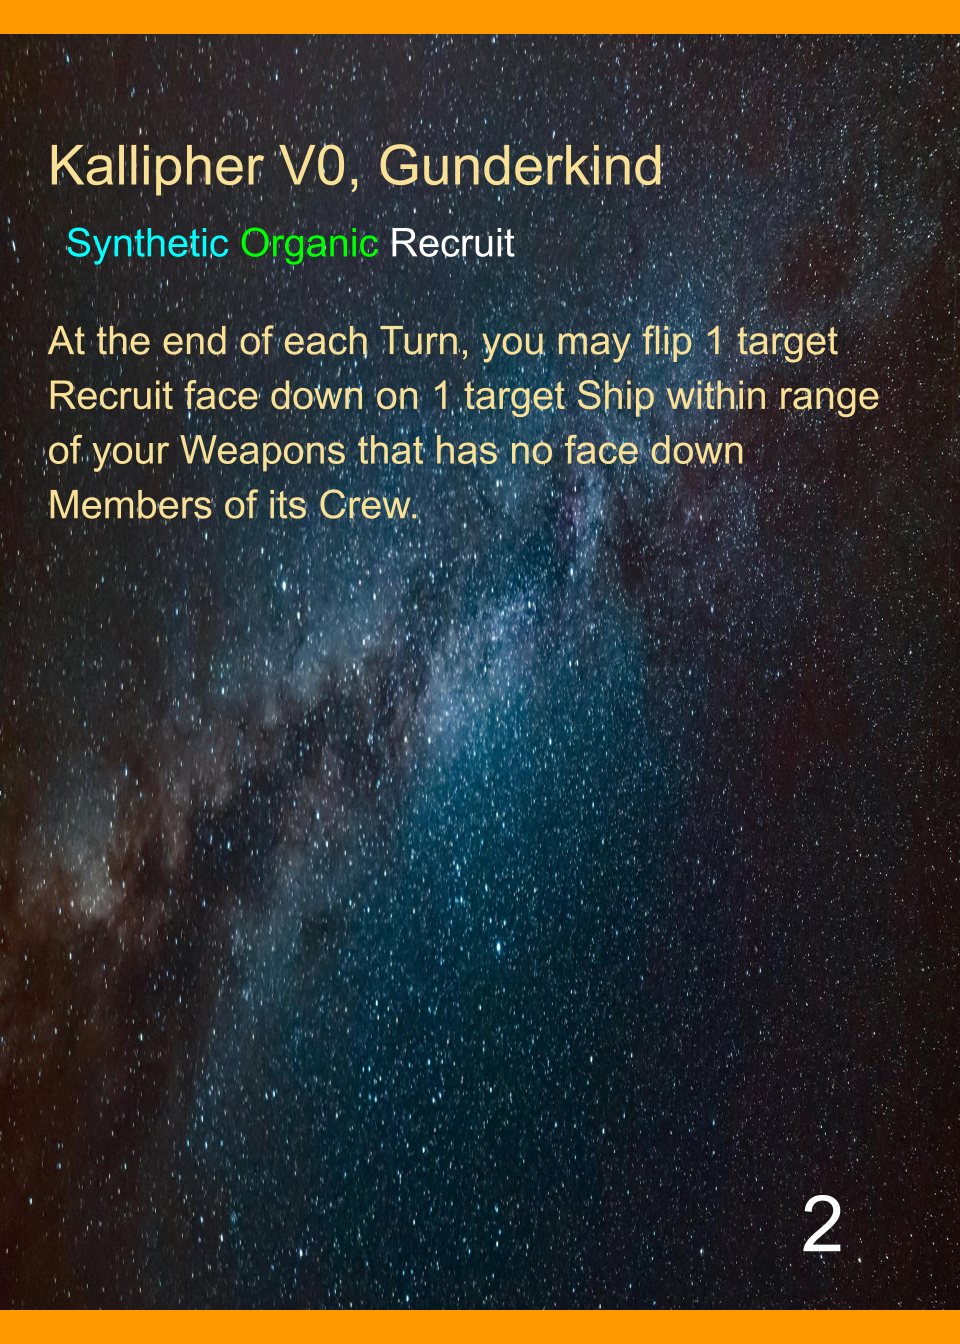 Kallipher V0, Gunderkind
Synthetic Organic Recruit
At the end of each Turn, you may flip 1 target
Recruit face down on 1 target Ship within range
of your Weapons that has no face down
Members of its Crew.
2